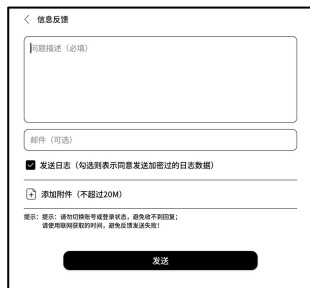 信息反馈
问题描述（必填）
邮件（可选）
发送日志（勾选则表示同意发送加密过的日志数据）
添加附件（不超过20M）
提示：提示：请勿切换账号或登录状态，避免收不到回复；
请使用联网获取的时间，避免反馈发送失败！
发送